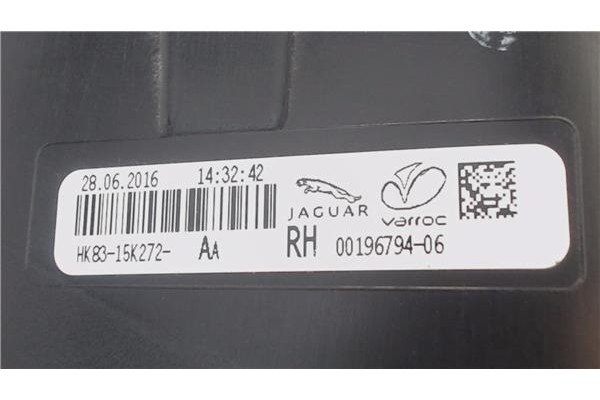 28.06.2016 14:32:42
JAGUAR varroc
HK83-15K272- AA RH 00196794-06